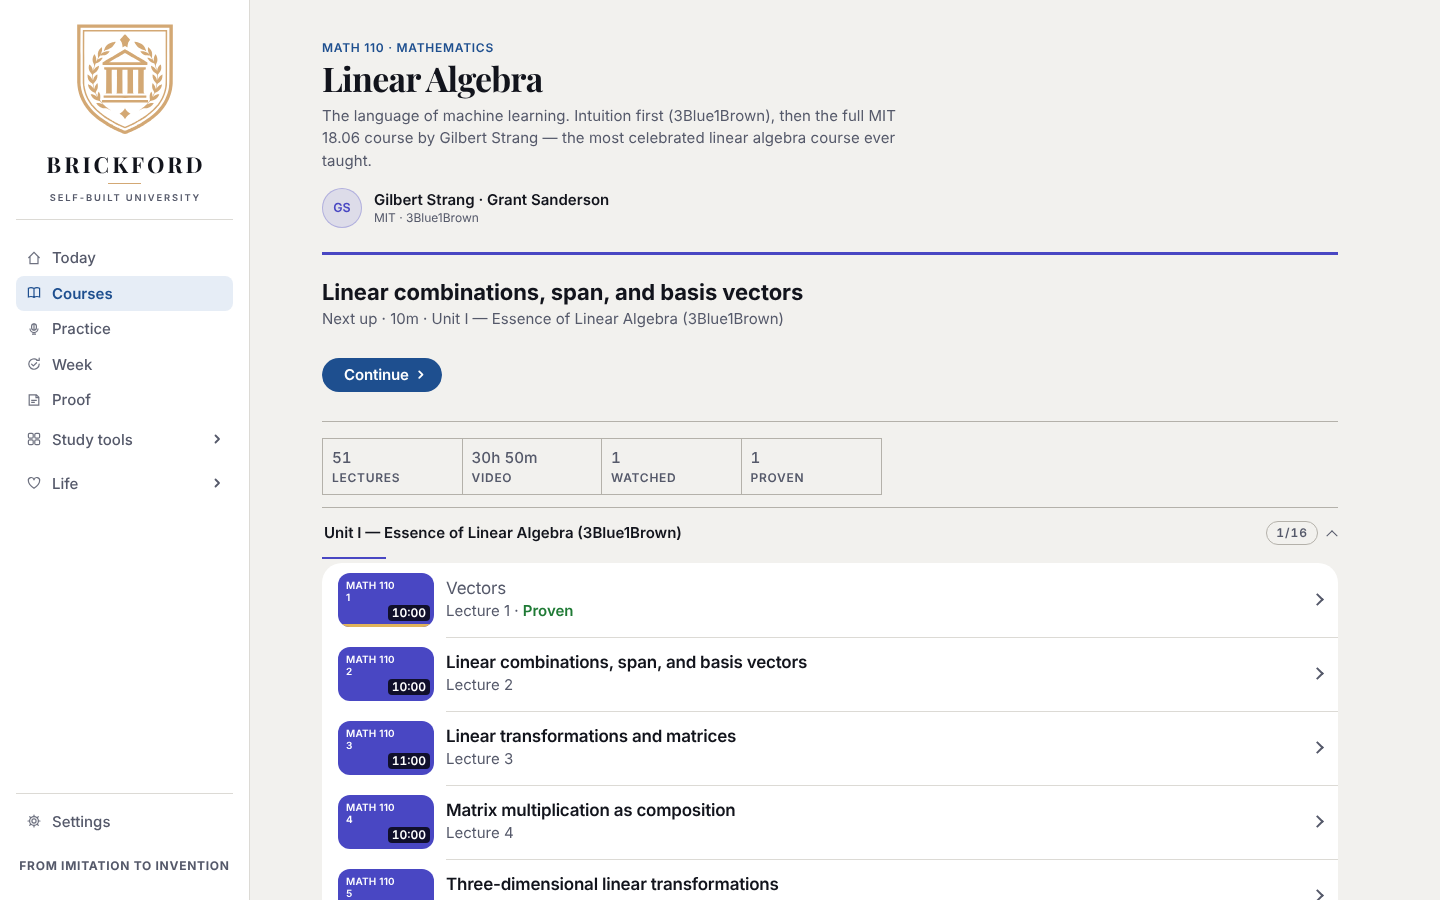 BRICKFORD
SELF-BUILT UNIVERSITY
Today
Courses
Practice
Week
Proof
Study tools
Life
Settings
FROM IMITATION TO INVENTION
MATH 110 · MATHEMATICS
Linear Algebra
The language of machine learning. Intuition first (3Blue1Brown), then the full MIT
18.06 course by Gilbert Strang — the most celebrated linear algebra course ever
taught.
GS
Gilbert Strang · Grant Sanderson
MIT · 3Blue1Brown
Linear combinations, span, and basis vectors
Next up · 10m · Unit I — Essence of Linear Algebra (3Blue1Brown)
Continue
51
LECTURES
30h 50m
VIDEO
1
WATCHED
1
PROVEN
Unit I — Essence of Linear Algebra (3Blue1Brown)
1/16
MATH 110
1
10:00
Vectors
Lecture 1 · Proven
MATH 110
2
10:00
Linear combinations, span, and basis vectors
Lecture 2
MATH 110
3
11:00
Linear transformations and matrices
Lecture 3
MATH 110
4
10:00
Matrix multiplication as composition
Lecture 4
MATH 110
5
Three-dimensional linear transformations